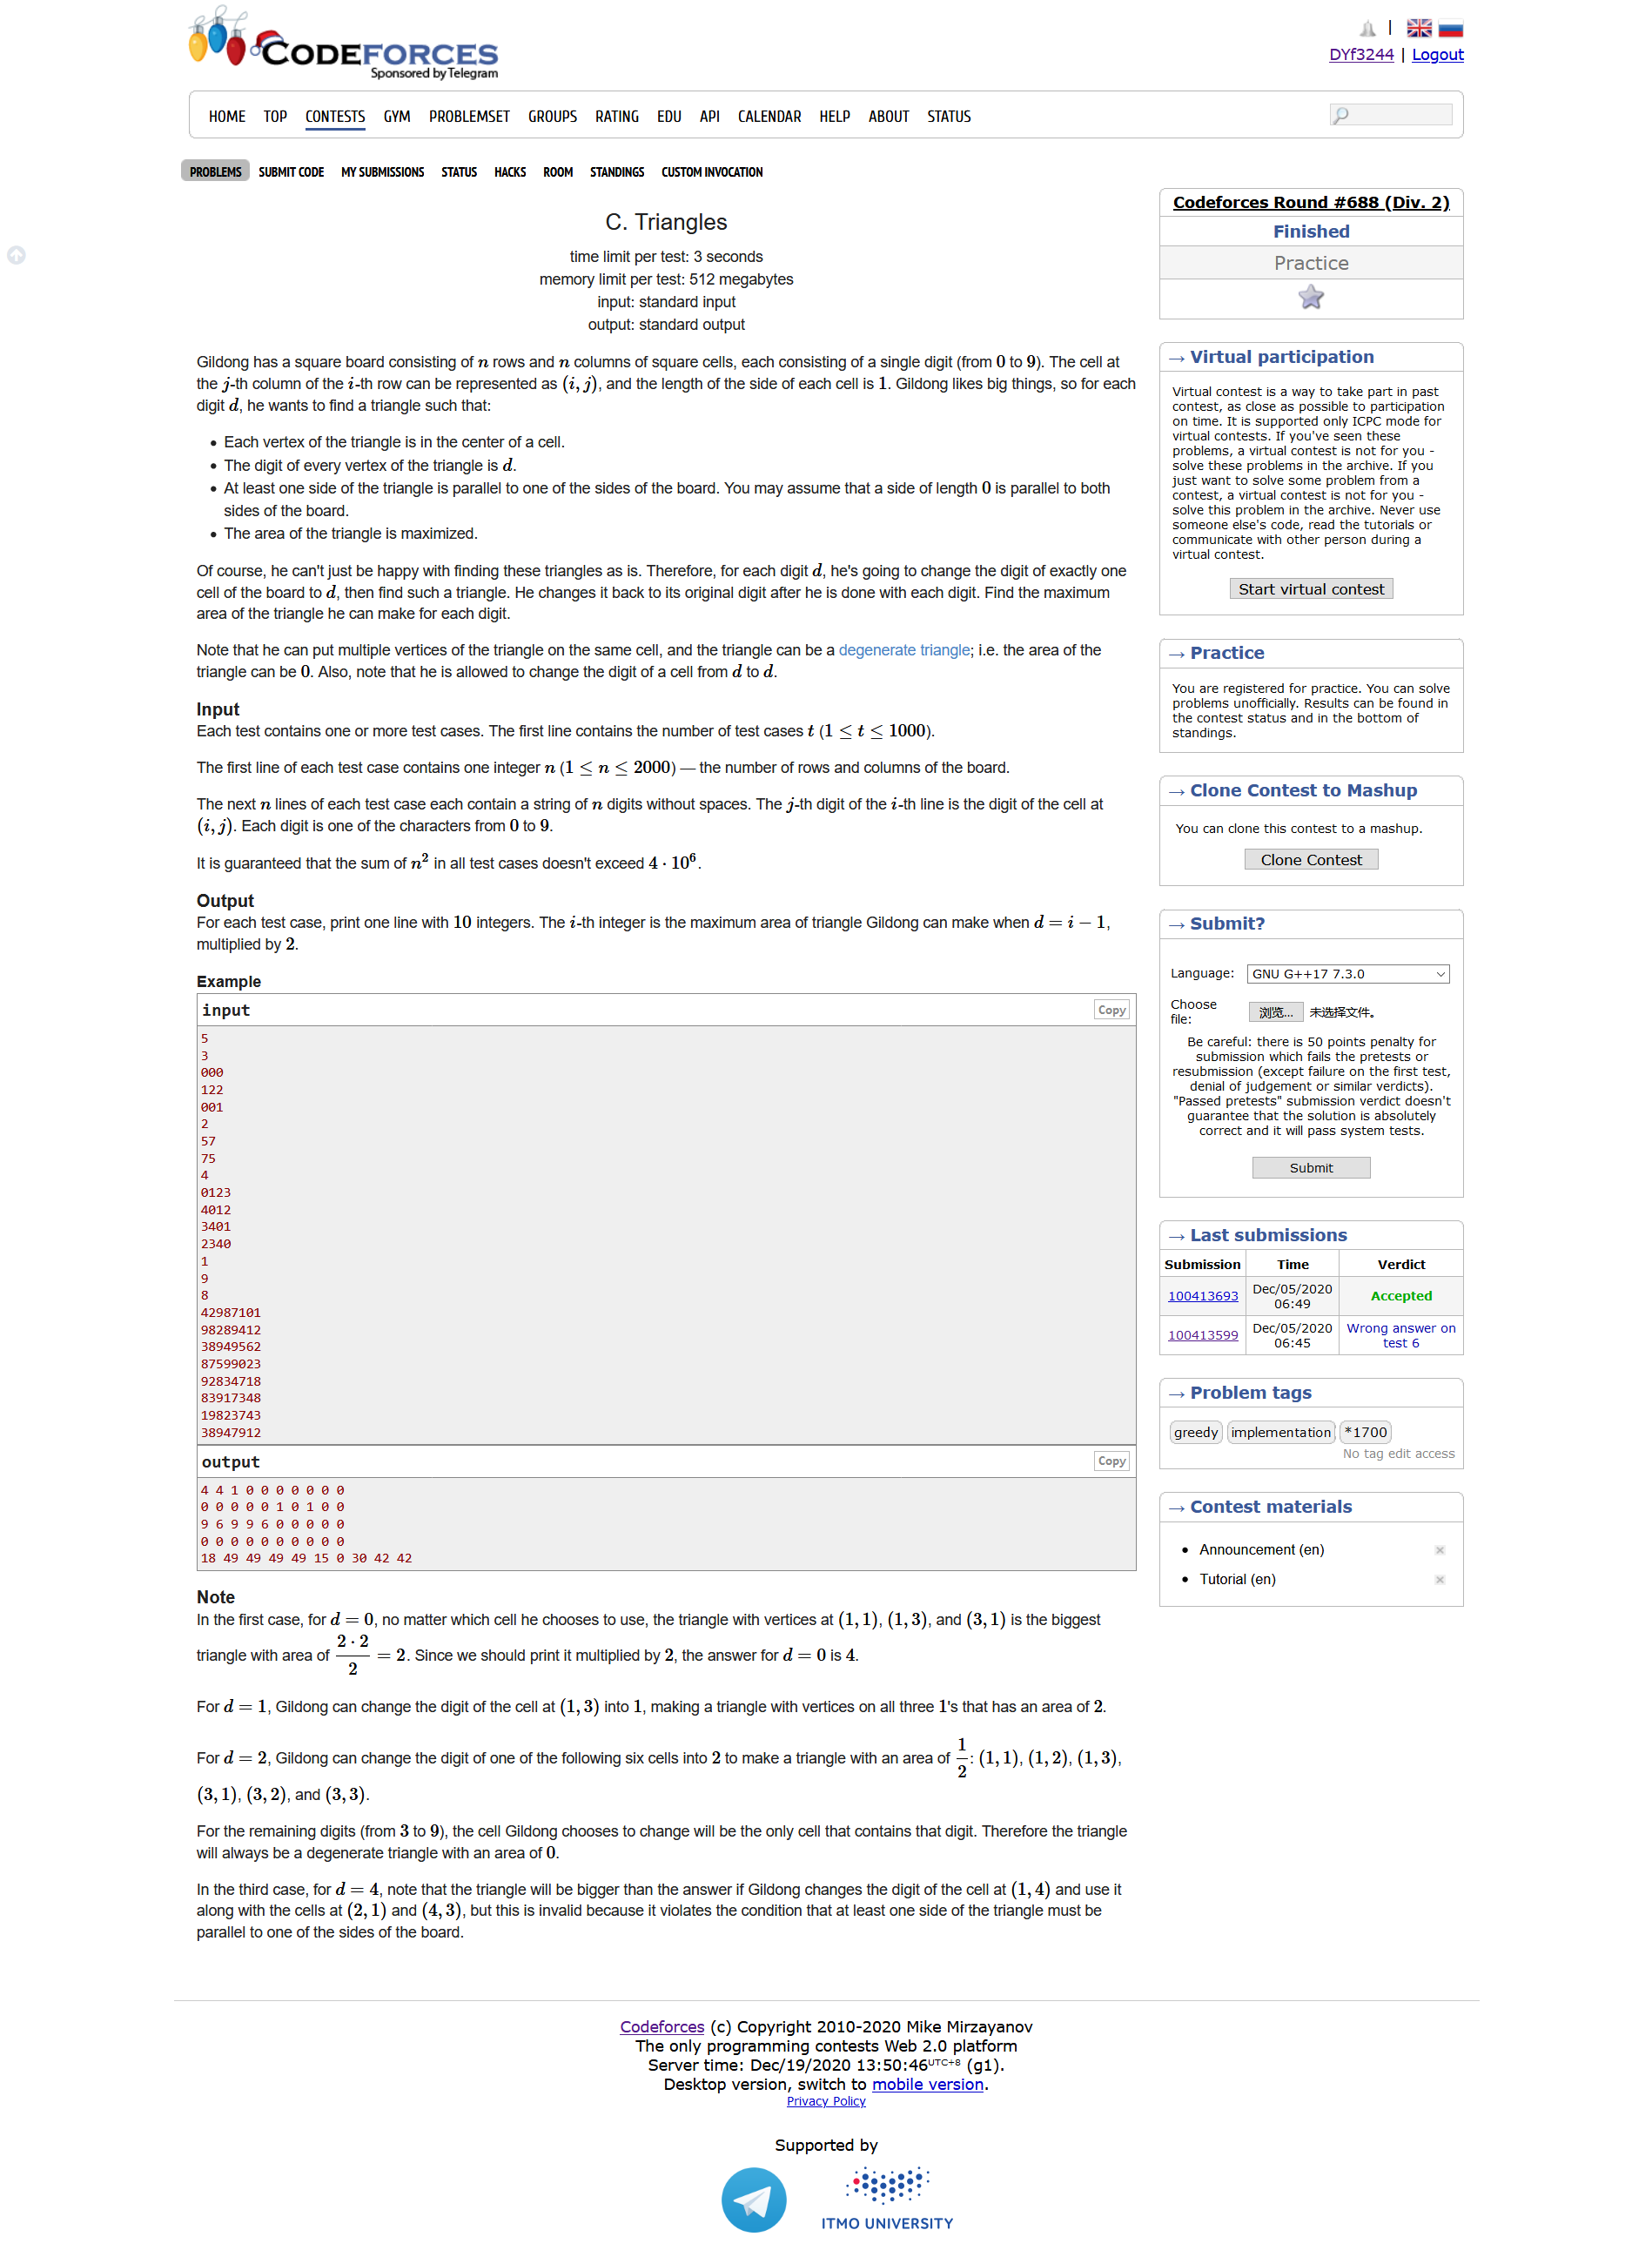 CODEFORCES
Sponsored by Telegram
DYf3244 | Logout
HOME TOP CONTESTS GYM PROBLEMSET GROUPS RATING EDU API CALENDAR HELP ABOUT STATUS
PROBLEMS SUBMIT CODE MY SUBMISSIONS STATUS HACKS ROOM STANDINGS CUSTOM INVOCATION
C. Triangles
time limit per test: 3 seconds
memory limit per test: 512 megabytes
input: standard input
output: standard output
Gildong has a square board consisting of n rows and n columns of square cells, each consisting of a single digit (from 0 to 9). The cell at
the j-th column of the i-th row can be represented as (i, j), and the length of the side of each cell is 1. Gildong likes big things, so for each
digit d, he wants to find a triangle such that:
• Each vertex of the triangle is in the center of a cell.
• The digit of every vertex of the triangle is d.
• At least one side of the triangle is parallel to one of the sides of the board. You may assume that a side of length 0 is parallel to both
sides of the board.
• The area of the triangle is maximized.
Of course, he can't just be happy with finding these triangles as is. Therefore, for each digit d, he's going to change the digit of exactly one
cell of the board to d, then find such a triangle. He changes it back to its original digit after he is done with each digit. Find the maximum
area of the triangle he can make for each digit.
Note that he can put multiple vertices of the triangle on the same cell, and the triangle can be a degenerate triangle; i.e. the area of the
triangle can be 0. Also, note that he is allowed to change the digit of a cell from d to d.
Input
Each test contains one or more test cases. The first line contains the number of test cases t (1 ≤ t ≤ 1000).
The first line of each test case contains one integer n (1 ≤ n ≤ 2000) — the number of rows and columns of the board.
The next n lines of each test case each contain a string of n digits without spaces. The j-th digit of the i-th line is the digit of the cell at
(i, j). Each digit is one of the characters from 0 to 9.
It is guaranteed that the sum of n² in all test cases doesn't exceed 4 · 10⁶.
Output
For each test case, print one line with 10 integers. The i-th integer is the maximum area of triangle Gildong can make when d = i − 1,
multiplied by 2.
Example
input
Copy
5
3
000
122
001
2
57
75
4
0123
4012
3401
2340
1
9
8
42987101
98289412
38949562
87599023
92834718
83917348
19823743
38947912
output
Copy
4 4 1 0 0 0 0 0 0 0
0 0 0 0 0 1 0 1 0 0
9 6 9 9 6 0 0 0 0 0
0 0 0 0 0 0 0 0 0 0
18 49 49 49 49 15 0 30 42 42
Note
In the first case, for d = 0, no matter which cell he chooses to use, the triangle with vertices at (1, 1), (1, 3), and (3, 1) is the biggest
triangle with area of 2 · 2 / 2 = 2. Since we should print it multiplied by 2, the answer for d = 0 is 4.
For d = 1, Gildong can change the digit of the cell at (1, 3) into 1, making a triangle with vertices on all three 1's that has an area of 2.
For d = 2, Gildong can change the digit of one of the following six cells into 2 to make a triangle with an area of 1/2: (1, 1), (1, 2), (1, 3),
(3, 1), (3, 2), and (3, 3).
For the remaining digits (from 3 to 9), the cell Gildong chooses to change will be the only cell that contains that digit. Therefore the triangle
will always be a degenerate triangle with an area of 0.
In the third case, for d = 4, note that the triangle will be bigger than the answer if Gildong changes the digit of the cell at (1, 4) and use it
along with the cells at (2, 1) and (4, 3), but this is invalid because it violates the condition that at least one side of the triangle must be
parallel to one of the sides of the board.
Codeforces Round #688 (Div. 2)
Finished
Practice
→ Virtual participation
Virtual contest is a way to take part in past
contest, as close as possible to participation
on time. It is supported only ICPC mode for
virtual contests. If you've seen these
problems, a virtual contest is not for you -
solve these problems in the archive. If you
just want to solve some problem from a
contest, a virtual contest is not for you -
solve this problem in the archive. Never use
someone else's code, read the tutorials or
communicate with other person during a
virtual contest.
Start virtual contest
→ Practice
You are registered for practice. You can solve
problems unofficially. Results can be found in
the contest status and in the bottom of
standings.
→ Clone Contest to Mashup
You can clone this contest to a mashup.
Clone Contest
→ Submit?
Language: GNU G++17 7.3.0
Choose
file:
浏览... 未选择文件。
Be careful: there is 50 points penalty for
submission which fails the pretests or
resubmission (except failure on the first test,
denial of judgement or similar verdicts).
"Passed pretests" submission verdict doesn't
guarantee that the solution is absolutely
correct and it will pass system tests.
Submit
→ Last submissions
Submission Time Verdict
100413693 Dec/05/2020 06:49 Accepted
100413599 Dec/05/2020 06:45 Wrong answer on test 6
→ Problem tags
greedy implementation *1700
No tag edit access
→ Contest materials
• Announcement (en)
• Tutorial (en)
Codeforces (c) Copyright 2010-2020 Mike Mirzayanov
The only programming contests Web 2.0 platform
Server time: Dec/19/2020 13:50:46 UTC+8 (g1).
Desktop version, switch to mobile version.
Privacy Policy
Supported by
ITMO UNIVERSITY